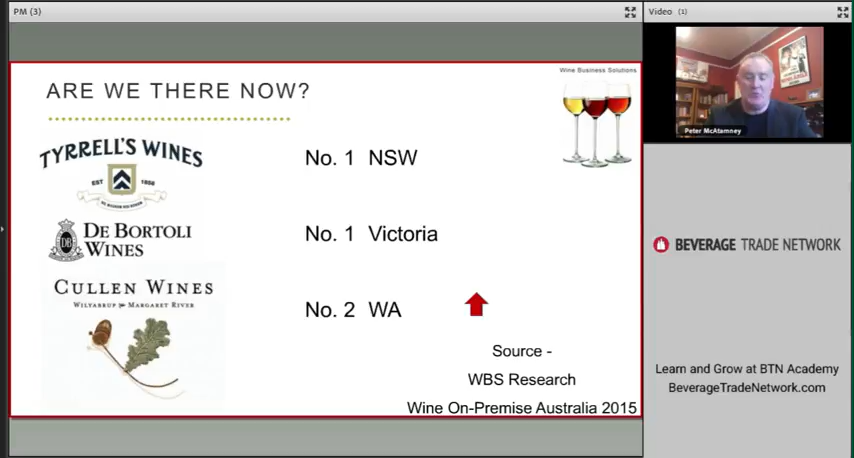 PM (3)
Video (1)
Wine Business Solutions
ARE WE THERE NOW?
TYRRELL'S WINES
EST 1858
No. 1 NSW
DE BORTOLI
WINES
DB
No. 1 Victoria
CULLEN WINES
WILYABRUP MARGARET RIVER
No. 2 WA
Source -
WBS Research
Wine On-Premise Australia 2015
Peter McAtamney
BEVERAGE TRADE NETWORK
Learn and Grow at BTN Academy
BeverageTradeNetwork.com